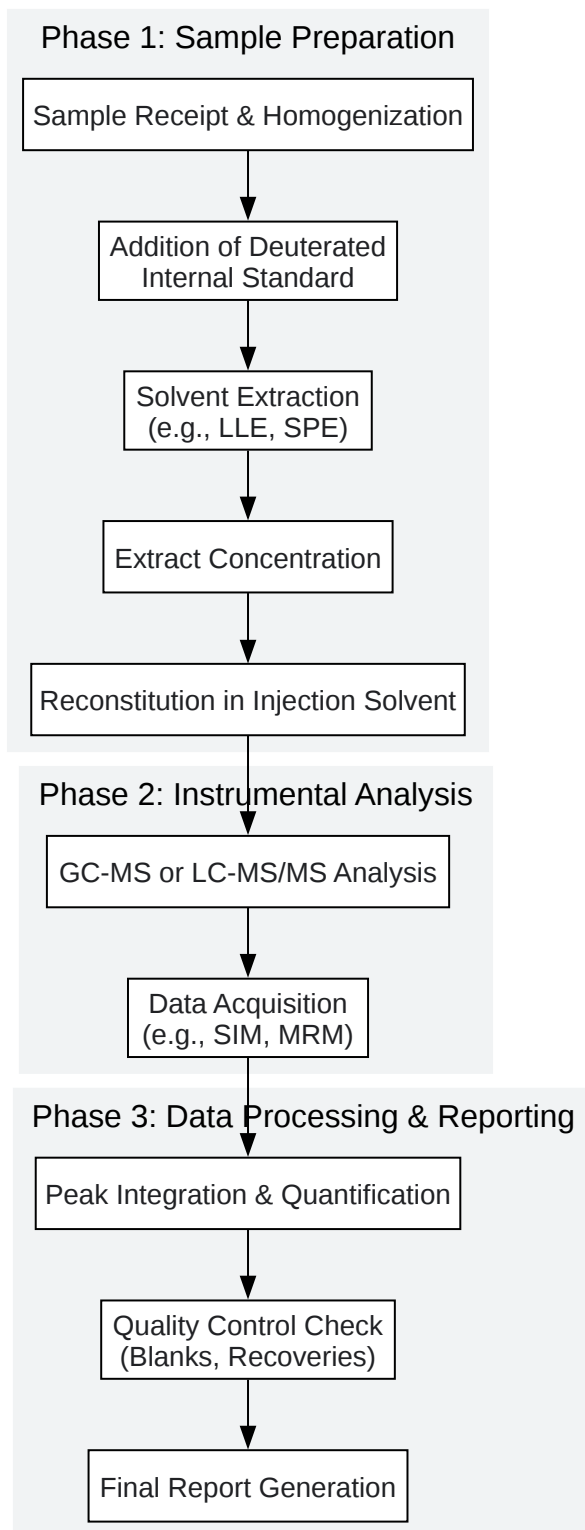 Phase 1: Sample Preparation
Sample Receipt & Homogenization
Addition of Deuterated
Internal Standard
Solvent Extraction
(e.g., LLE, SPE)
Extract Concentration
Reconstitution in Injection Solvent
Phase 2: Instrumental Analysis
GC-MS or LC-MS/MS Analysis
Data Acquisition
(e.g., SIM, MRM)
Phase 3: Data Processing & Reporting
Peak Integration & Quantification
Quality Control Check
(Blanks, Recoveries)
Final Report Generation